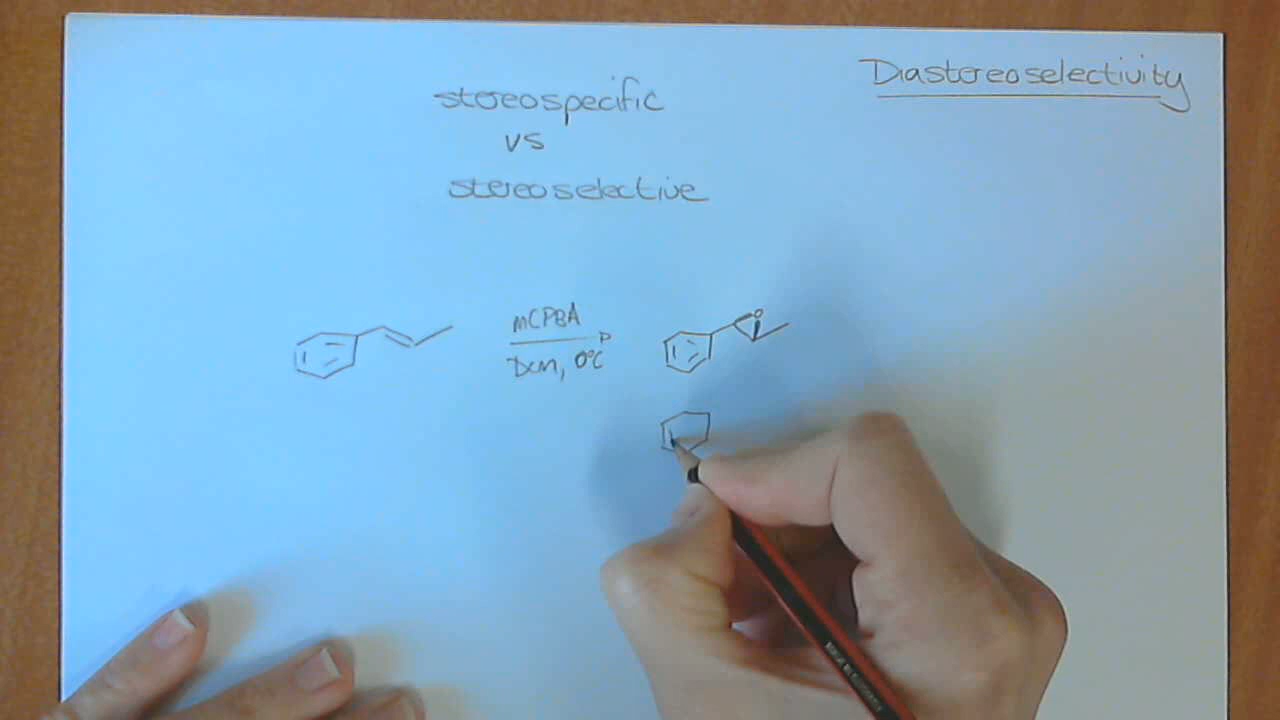 Diastereoselectivity
stereospecific
vs
stereoselective
mCPBA
DCM, 0°C
O